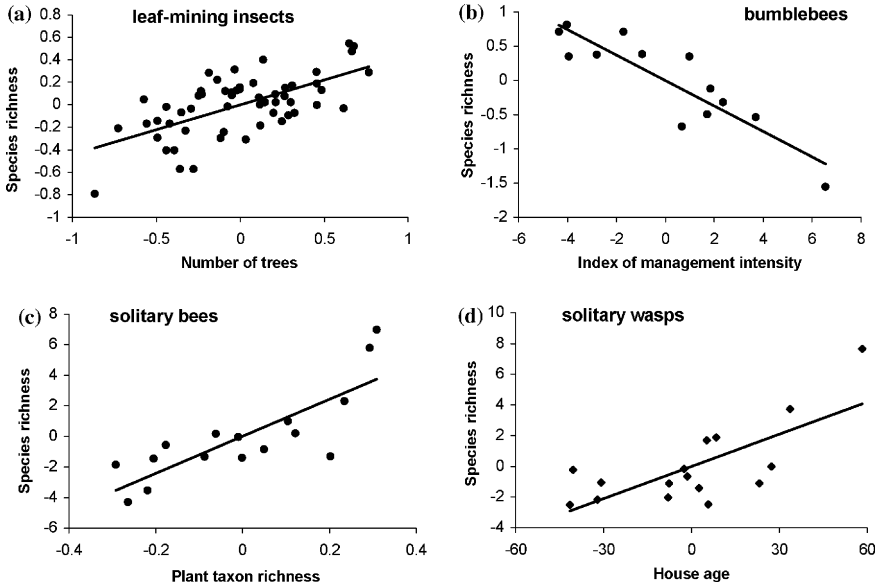 (a)
leaf-mining insects
0.8
0.6
0.4
0.2
0
-0.2
-0.4
-0.6
-0.8
-1
Species richness
-1 -0.5 0 0.5 1
Number of trees
(b)
bumblebees
1
0.5
0
-0.5
-1
-1.5
-2
Species richness
-6 -4 -2 0 2 4 6 8
Index of management intensity
(c)
solitary bees
8
6
4
2
0
-2
-4
-6
Species richness
-0.4 -0.2 0 0.2 0.4
Plant taxon richness
(d)
solitary wasps
10
8
6
4
2
0
-2
-4
Species richness
-60 -30 0 30 60
House age